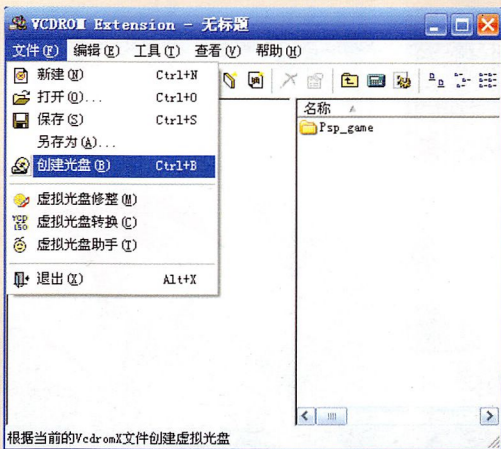 VCDROM Extension - 无标题
文件(F) 编辑(E) 工具(T) 查看(V) 帮助(H)
新建(N) Ctrl+N
打开(O)... Ctrl+O
保存(S) Ctrl+S
另存为(A)...
创建光盘(B) Ctrl+B
虚拟光盘修整(M)
虚拟光盘转换(C)
虚拟光盘助手(I)
退出(X) Alt+X
名称
Psp_game
根据当前的VcdromX文件创建虚拟光盘